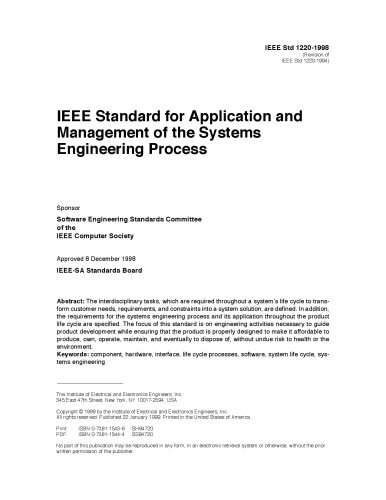 IEEE Std 1220-1998
(Revision of
IEEE Std 1220-1994)
IEEE Standard for Application and
Management of the Systems
Engineering Process
Sponsor
Software Engineering Standards Committee
of the
IEEE Computer Society
Approved 8 December 1998
IEEE-SA Standards Board
Abstract: The interdisciplinary tasks, which are required throughout a system's life cycle to trans-
form customer needs, requirements, and constraints into a system solution, are defined. In addition,
the requirements for the systems engineering process and its application throughout the product
life cycle are specified. The focus of this standard is on engineering activities necessary to guide
product development while ensuring that the product is properly designed to make it affordable to
produce, own, operate, maintain, and eventually to dispose of, without undue risk to health or the
environment.
Keywords: component, hardware, interface, life cycle processes, software, system life cycle, sys-
tems engineering
The Institute of Electrical and Electronics Engineers, Inc.
345 East 47th Street, New York, NY 10017-2394, USA
Copyright © 1999 by the Institute of Electrical and Electronics Engineers, Inc.
All rights reserved. Published 22 January 1999. Printed in the United States of America.
Print: ISBN 0-7381-1543-6 SH94720
PDF: ISBN 0-7381-1544-4 SS94720
No part of this publication may be reproduced in any form, in an electronic retrieval system or otherwise, without the prior
written permission of the publisher.